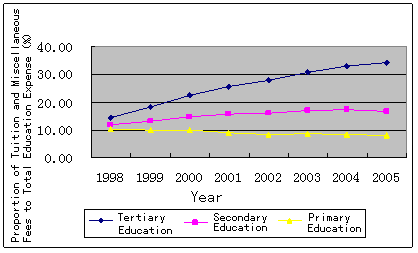 Proportion of Tuition and Miscellaneous
Fees to Total Education Expense (%)
40.00
30.00
20.00
10.00
0.00
1998 1999 2000 2001 2002 2003 2004 2005
Year
Tertiary Education
Secondary Education
Primary Education